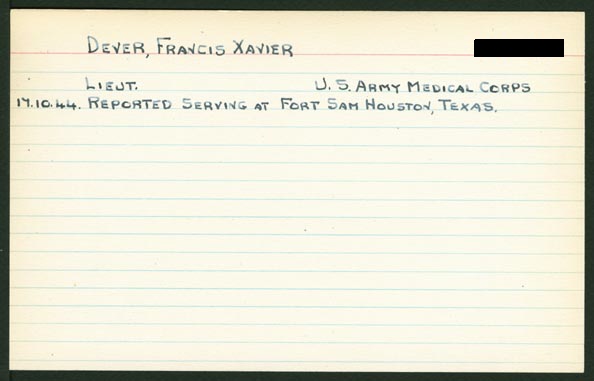 DEVER, FRANCIS XAVIER
LIEUT. U.S. ARMY MEDICAL CORPS
17.10.44. REPORTED SERVING AT FORT SAM HOUSTON, TEXAS.